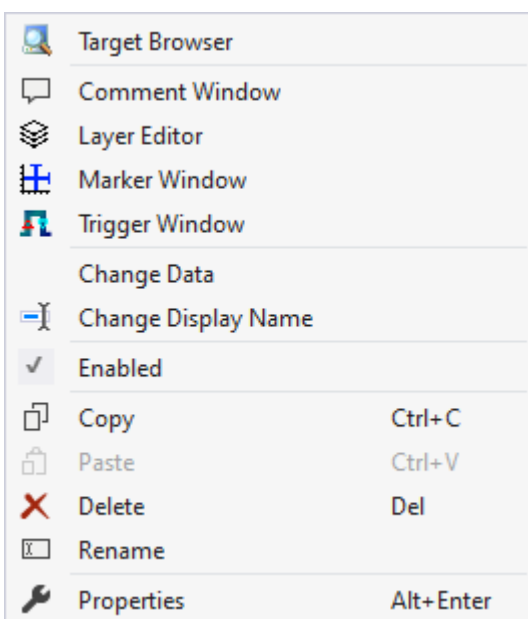 Target Browser
Comment Window
Layer Editor
Marker Window
Trigger Window
Change Data
Change Display Name
Enabled
Copy Ctrl+C
Paste Ctrl+V
Delete Del
Rename
Properties Alt+Enter